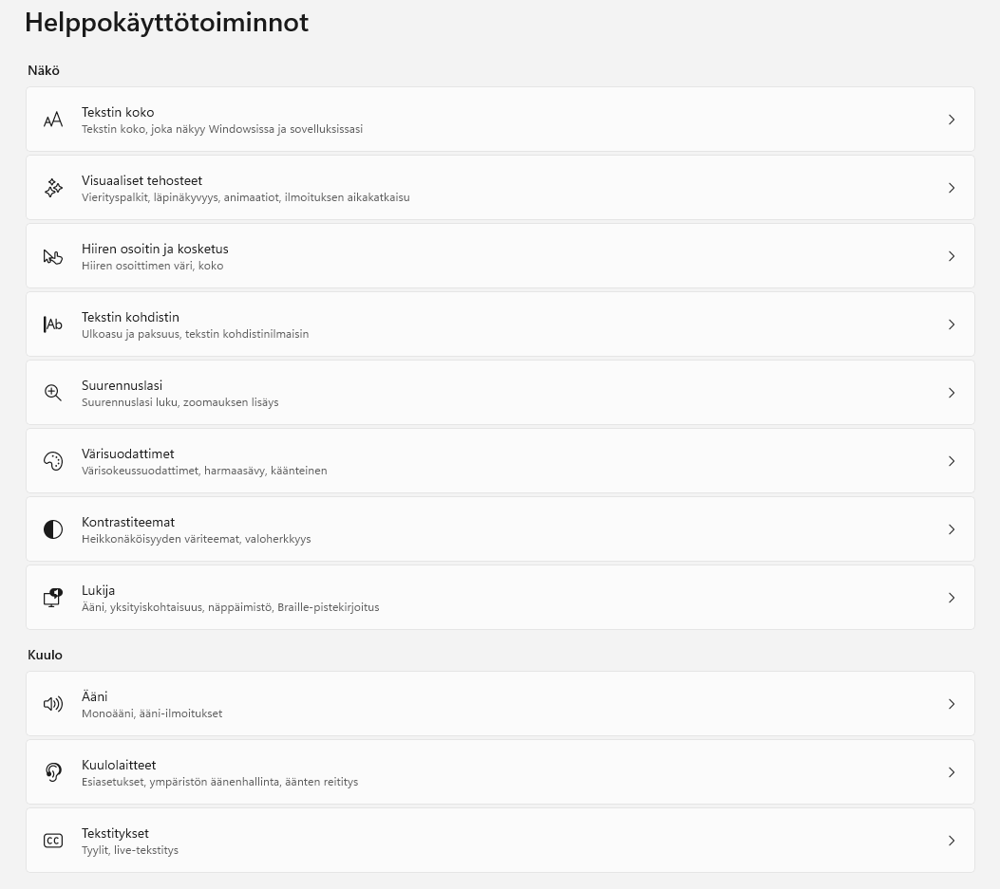 Helppokäyttötoiminnot
Näkö
Tekstin koko
Tekstin koko, joka näkyy Windowsissa ja sovelluksissasi
Visuaaliset tehosteet
Vierityspalkit, läpinäkyvyys, animaatiot, ilmoituksen aikakatkaisu
Hiiren osoitin ja kosketus
Hiiren osoittimen väri, koko
Tekstin kohdistin
Ulkoasu ja paksuus, tekstin kohdistinilmaisin
Suurennuslasi
Suurennuslasi luku, zoomauksen lisäys
Värisuodattimet
Värisokeussuodattimet, harmaasävy, käänteinen
Kontrastiteemat
Heikkonäköisyyden väriteemat, valoherkkyys
Lukija
Ääni, yksityiskohtaisuus, näppäimistö, Braille-pistekirjoitus
Kuulo
Ääni
Monoääni, ääni-ilmoitukset
Kuulolaitteet
Esiasetukset, ympäristön äänenhallinta, äänten reititys
Tekstitykset
Tyylit, live-tekstitys